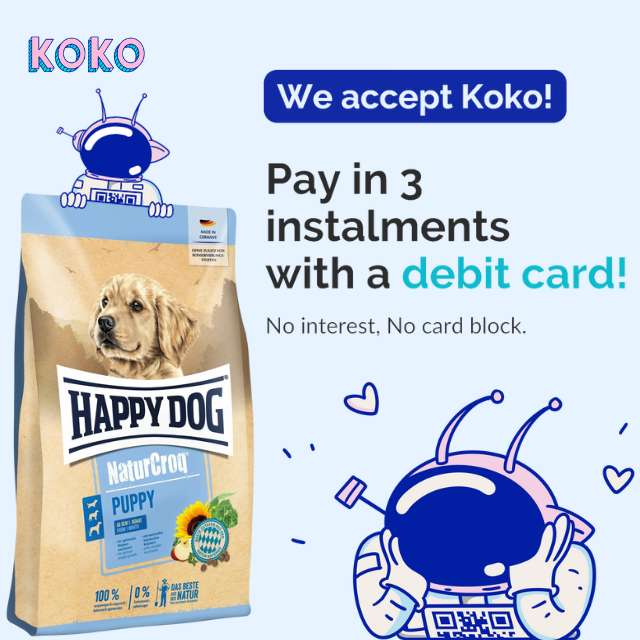 KOKO
We accept Koko!
Pay in 3
instalments
with a debit card!
No interest, No card block.
MADE IN
GERMANY
HAPPY DOG
NaturCroq
PUPPY
100 %
0 %
DAS BESTE
AUS
DER NATUR